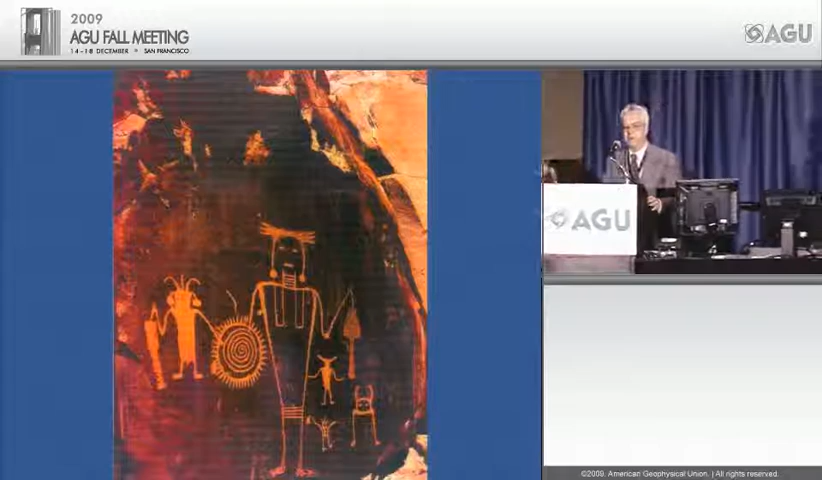 2009
AGU FALL MEETING
14-18 DECEMBER • SAN FRANCISCO
AGU
AGU
©2009. American Geophysical Union. | All rights reserved.